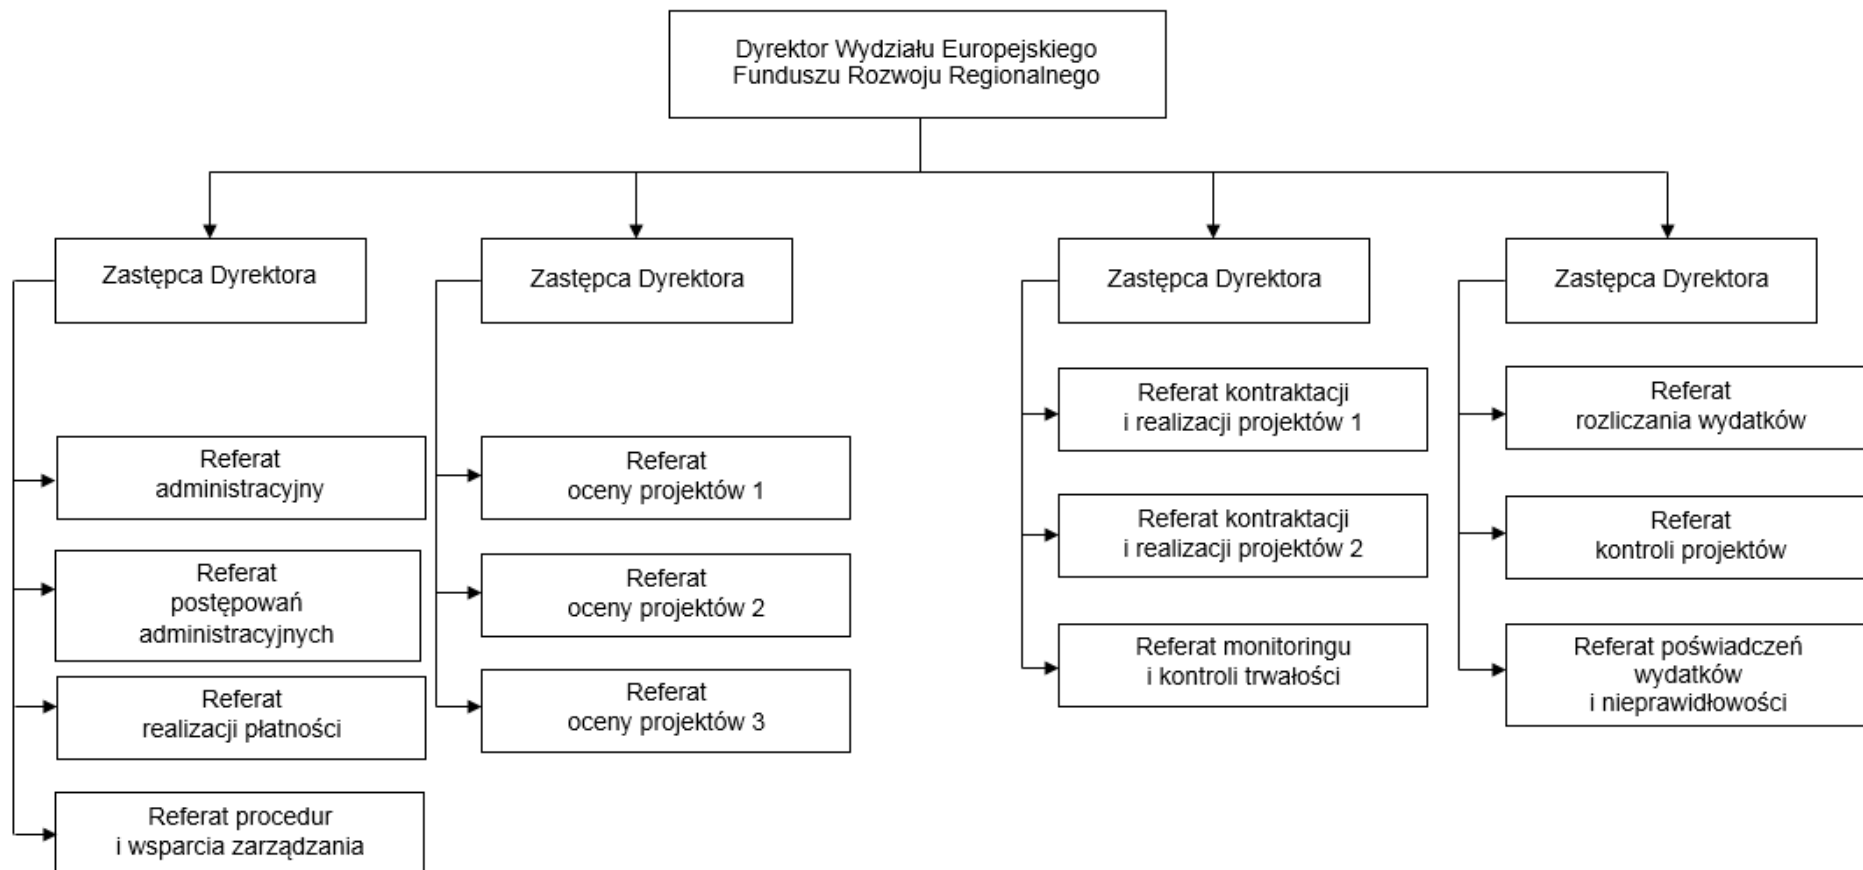 Dyrektor Wydziału Europejskiego
Funduszu Rozwoju Regionalnego
Zastępca Dyrektora
Zastępca Dyrektora
Zastępca Dyrektora
Zastępca Dyrektora
Referat
administracyjny
Referat
postępowań
administracyjnych
Referat
realizacji płatności
Referat procedur
i wsparcia zarządzania
Referat
oceny projektów 1
Referat
oceny projektów 2
Referat
oceny projektów 3
Referat kontraktacji
i realizacji projektów 1
Referat kontraktacji
i realizacji projektów 2
Referat monitoringu
i kontroli trwałości
Referat
rozliczania wydatków
Referat
kontroli projektów
Referat poświadczeń
wydatków
i nieprawidłowości